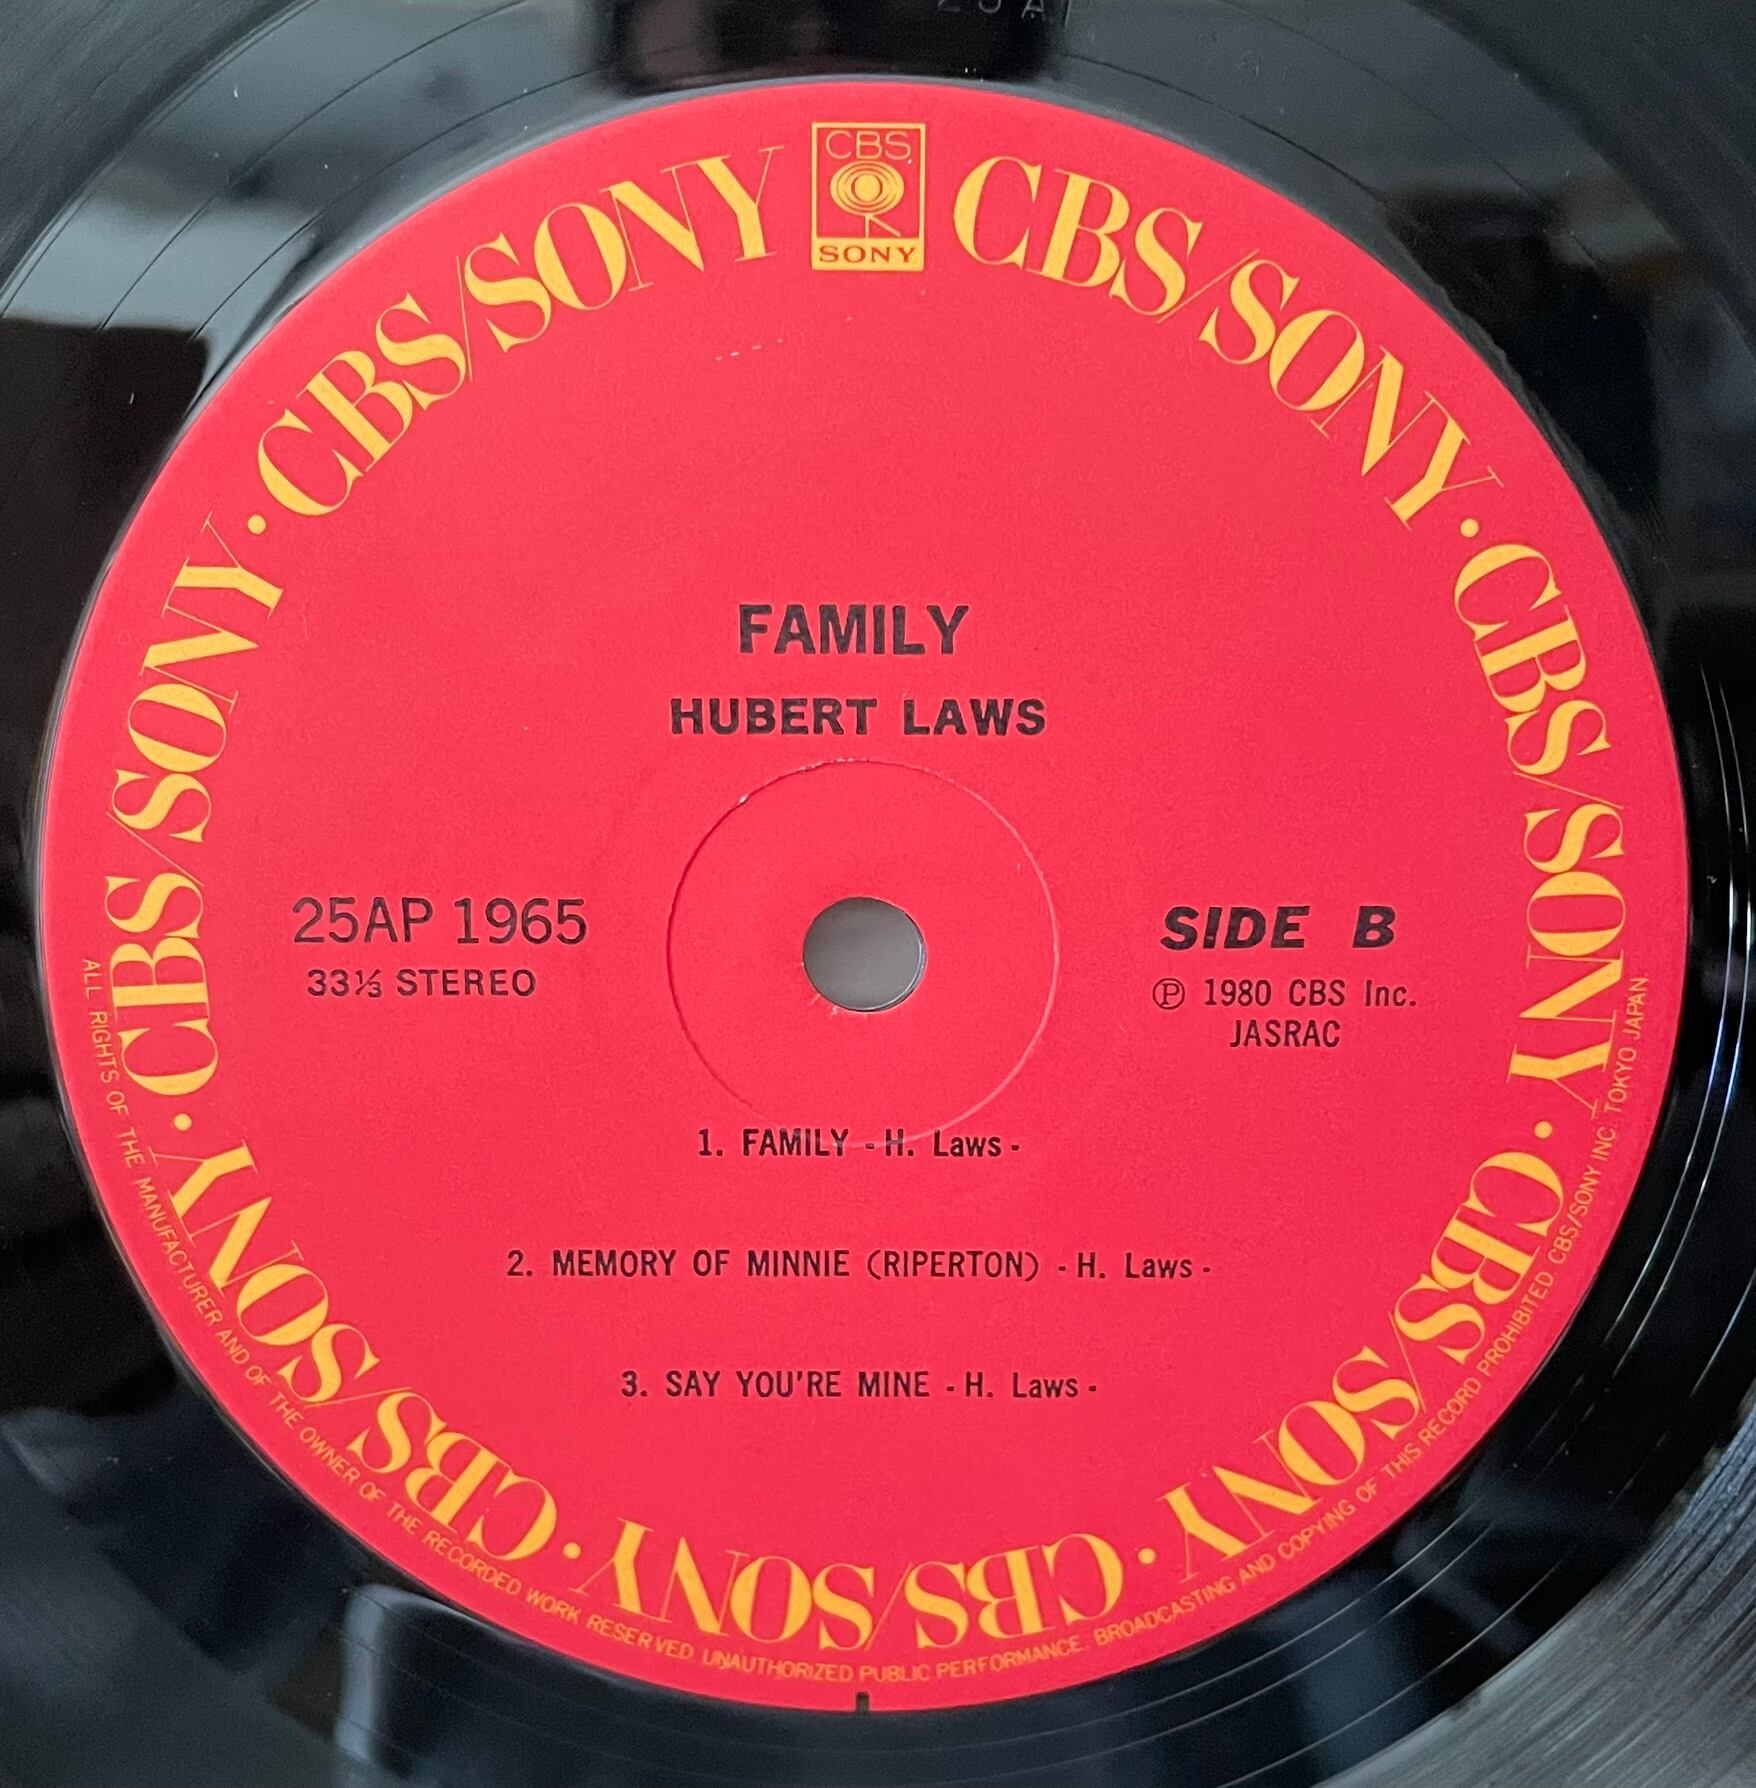 CBS
SONY
CBS/SONY · CBS/SONY · CBS/SONY · CBS/SONY · CBS/SONY · CBS/SONY · CBS/SONY · CBS/SONY
FAMILY
HUBERT LAWS
25AP 1965
33⅓ STEREO
SIDE B
Ⓟ 1980 CBS Inc.
JASRAC
1. FAMILY - H. Laws -
2. MEMORY OF MINNIE (RIPERTON) - H. Laws -
3. SAY YOU'RE MINE - H. Laws -
ALL RIGHTS OF THE MANUFACTURER AND OF THE OWNER OF THE RECORDED WORK RESERVED UNAUTHORIZED PUBLIC PERFORMANCE. BROADCASTING AND COPYING OF THIS RECORD PROHIBITED CBS/SONY INC. TOKYO JAPAN.